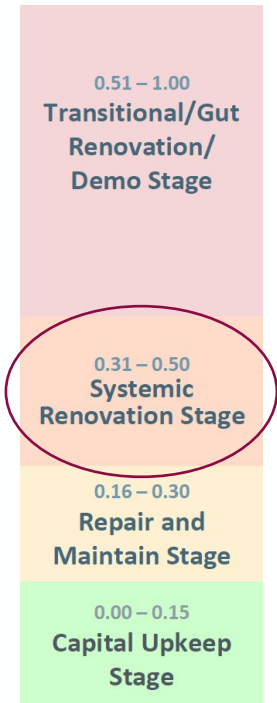 0.51 – 1.00
Transitional/Gut
Renovation/
Demo Stage
0.31 – 0.50
Systemic
Renovation Stage
0.16 – 0.30
Repair and
Maintain Stage
0.00 – 0.15
Capital Upkeep
Stage